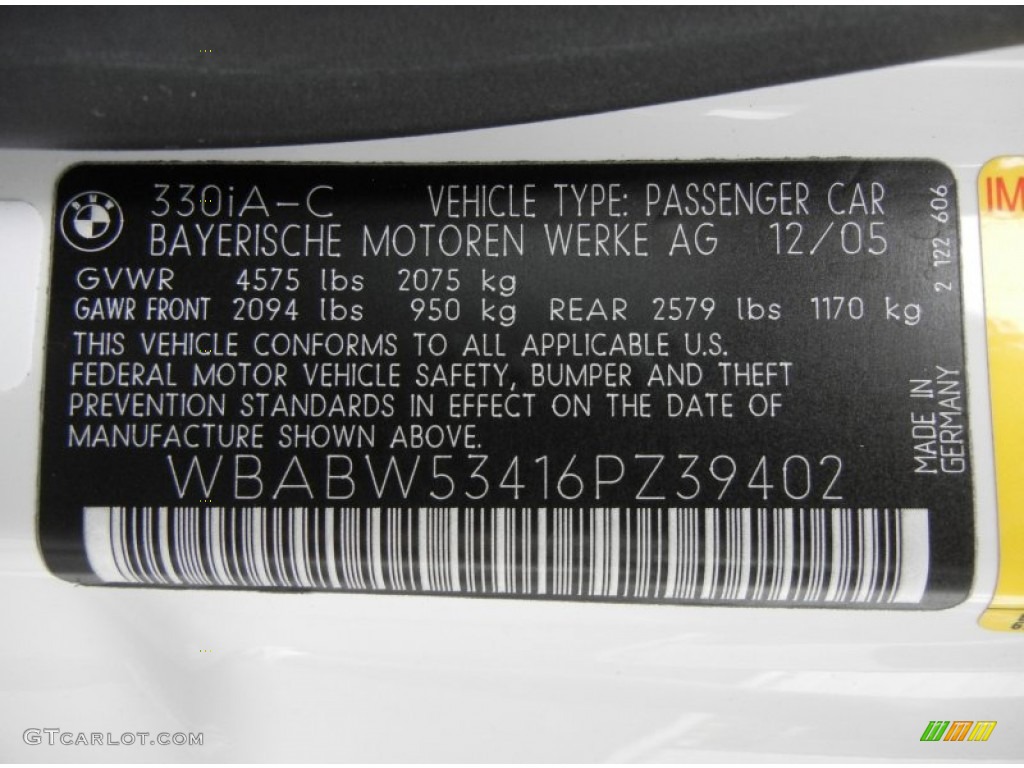 330iA-C VEHICLE TYPE: PASSENGER CAR
BAYERISCHE MOTOREN WERKE AG 12/05
GVWR 4575 lbs 2075 kg
GAWR FRONT 2094 lbs 950 kg REAR 2579 lbs 1170 kg
THIS VEHICLE CONFORMS TO ALL APPLICABLE U.S.
FEDERAL MOTOR VEHICLE SAFETY, BUMPER AND THEFT
PREVENTION STANDARDS IN EFFECT ON THE DATE OF
MANUFACTURE SHOWN ABOVE.
WBABW53416PZ39402
2 122 606
MADE IN
GERMANY
BMW
IM
GTCARLOT.COM